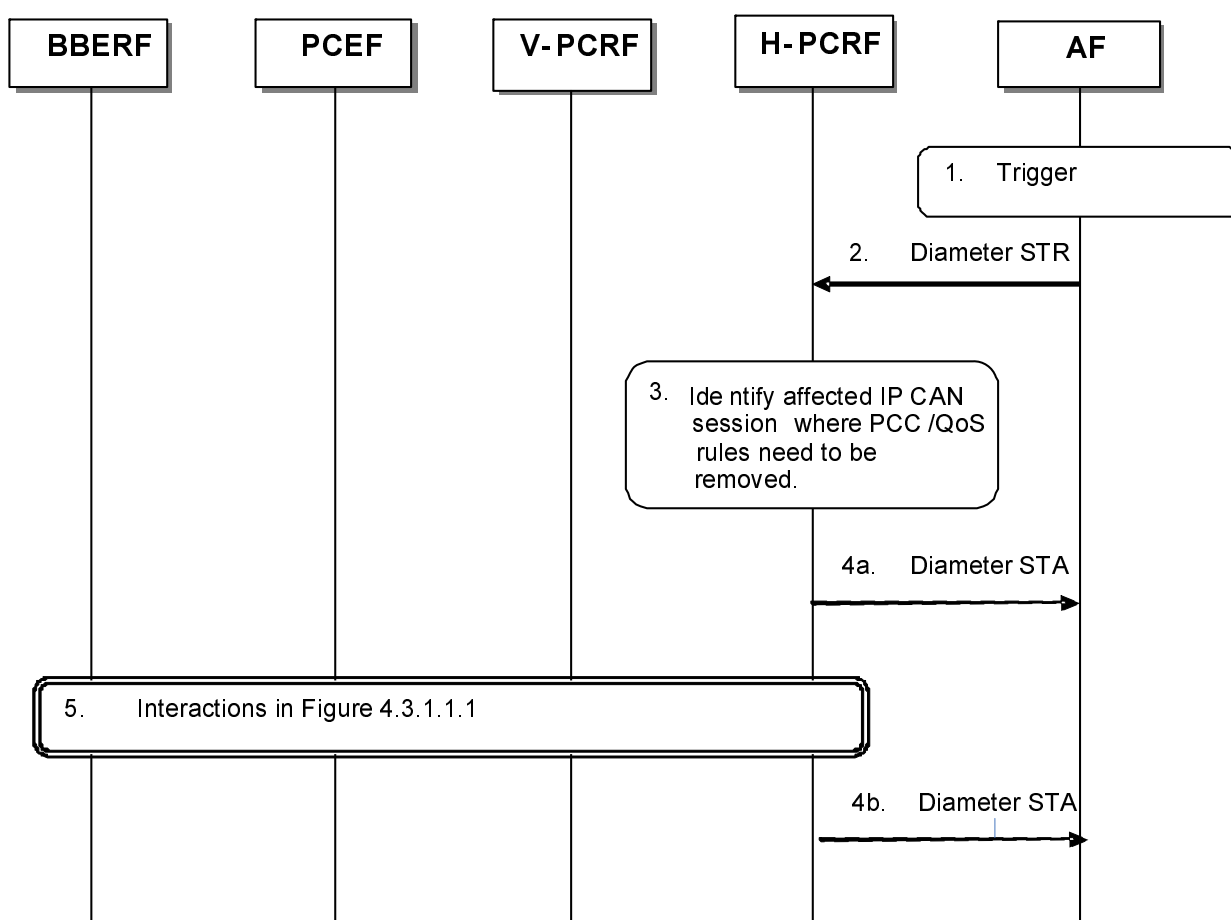 BBERF
PCEF
V-PCRF
H-PCRF
AF
1. Trigger
2. Diameter STR
3. Ide ntify affected IP CAN
session where PCC /QoS
rules need to be
removed.
4a. Diameter STA
5. Interactions in Figure 4.3.1.1.1
4b. Diameter STA